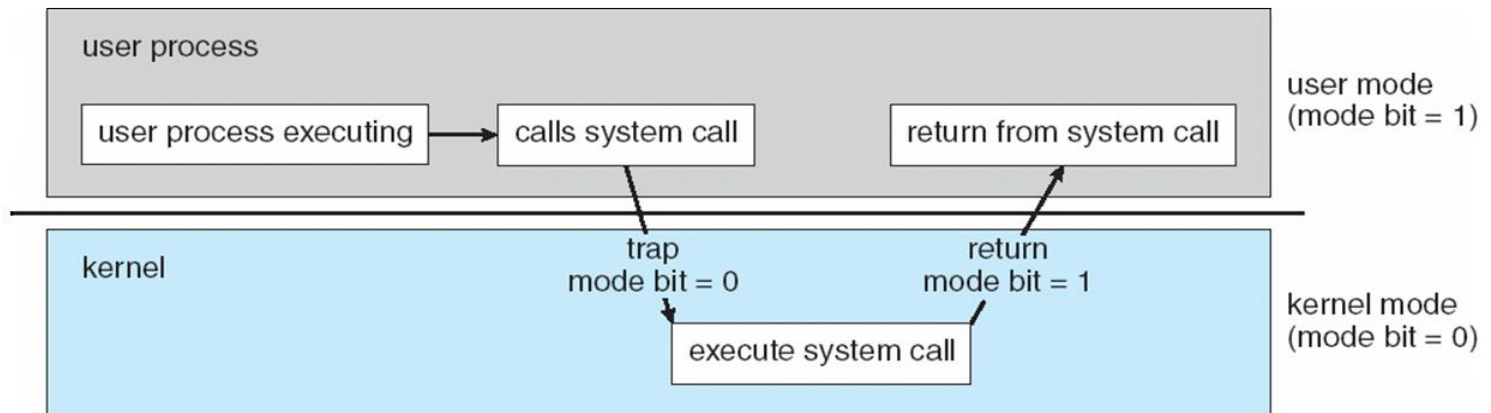 user process
user process executing
calls system call
return from system call
user mode
(mode bit = 1)
kernel
trap
mode bit = 0
return
mode bit = 1
execute system call
kernel mode
(mode bit = 0)